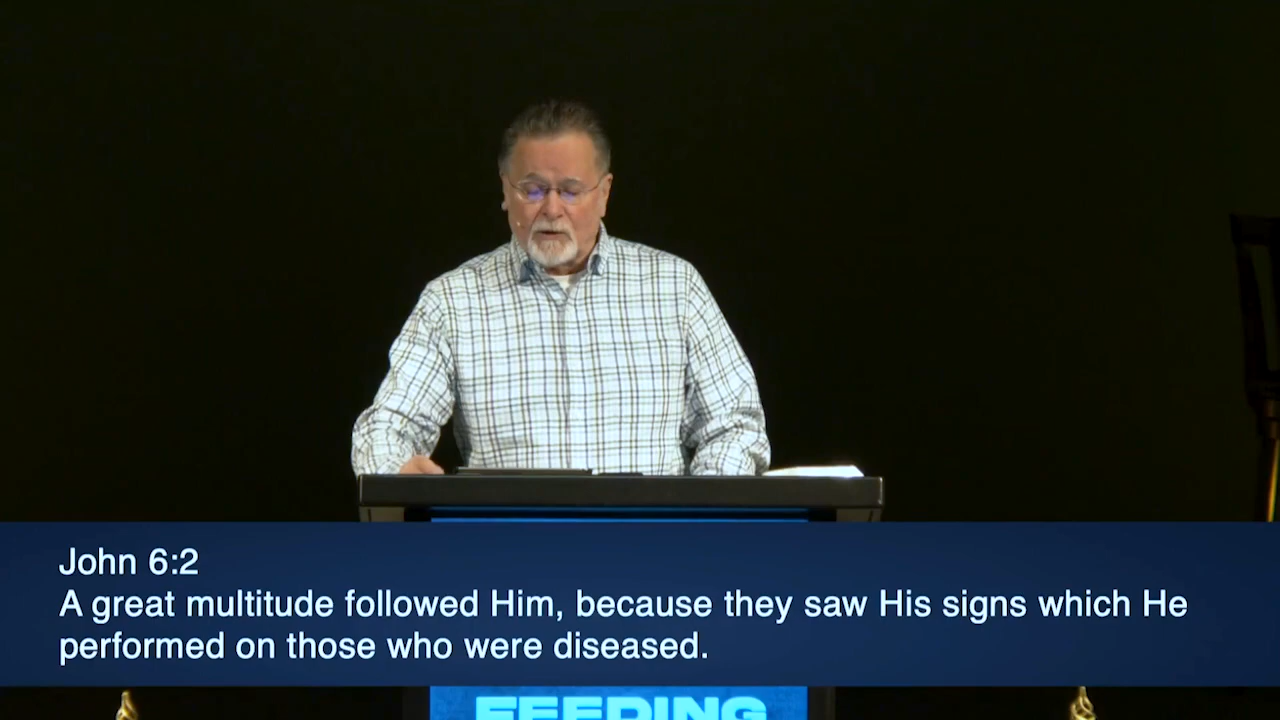 John 6:2
A great multitude followed Him, because they saw His signs which He
performed on those who were diseased.
FEEDING